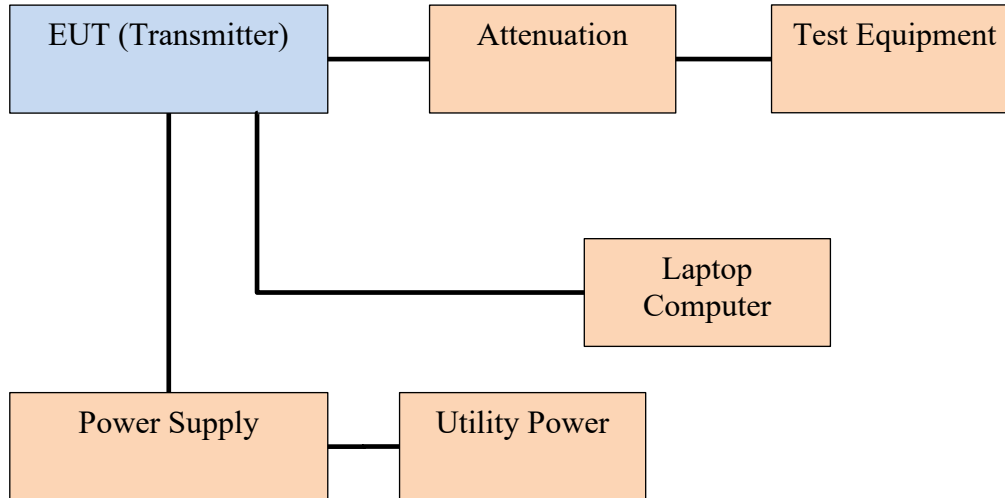 EUT (Transmitter)
Attenuation
Test Equipment
Laptop
Computer
Power Supply
Utility Power